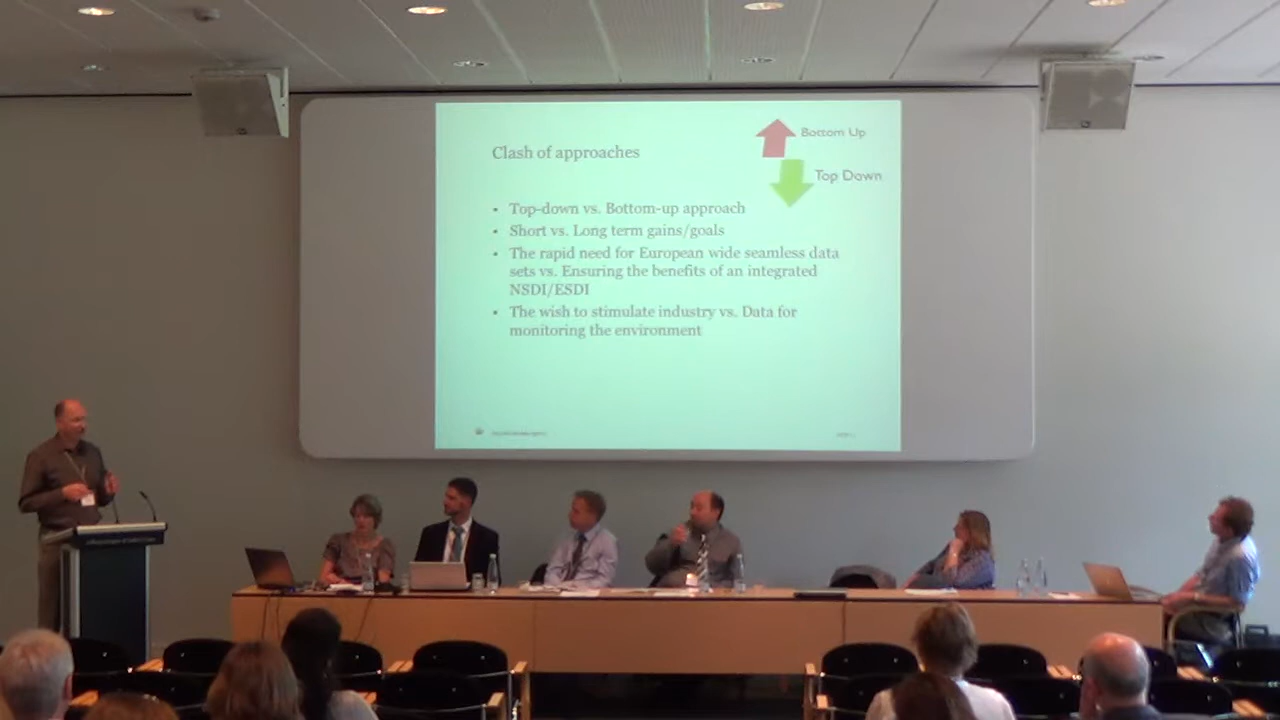 Bottom Up
Clash of approaches
Top Down
▪ Top-down vs. Bottom-up approach
▪ Short vs. Long term gains/goals
▪ The rapid need for European wide seamless data
sets vs. Ensuring the benefits of an integrated
NSDI/ESDI
▪ The wish to stimulate industry vs. Data for
monitoring the environment